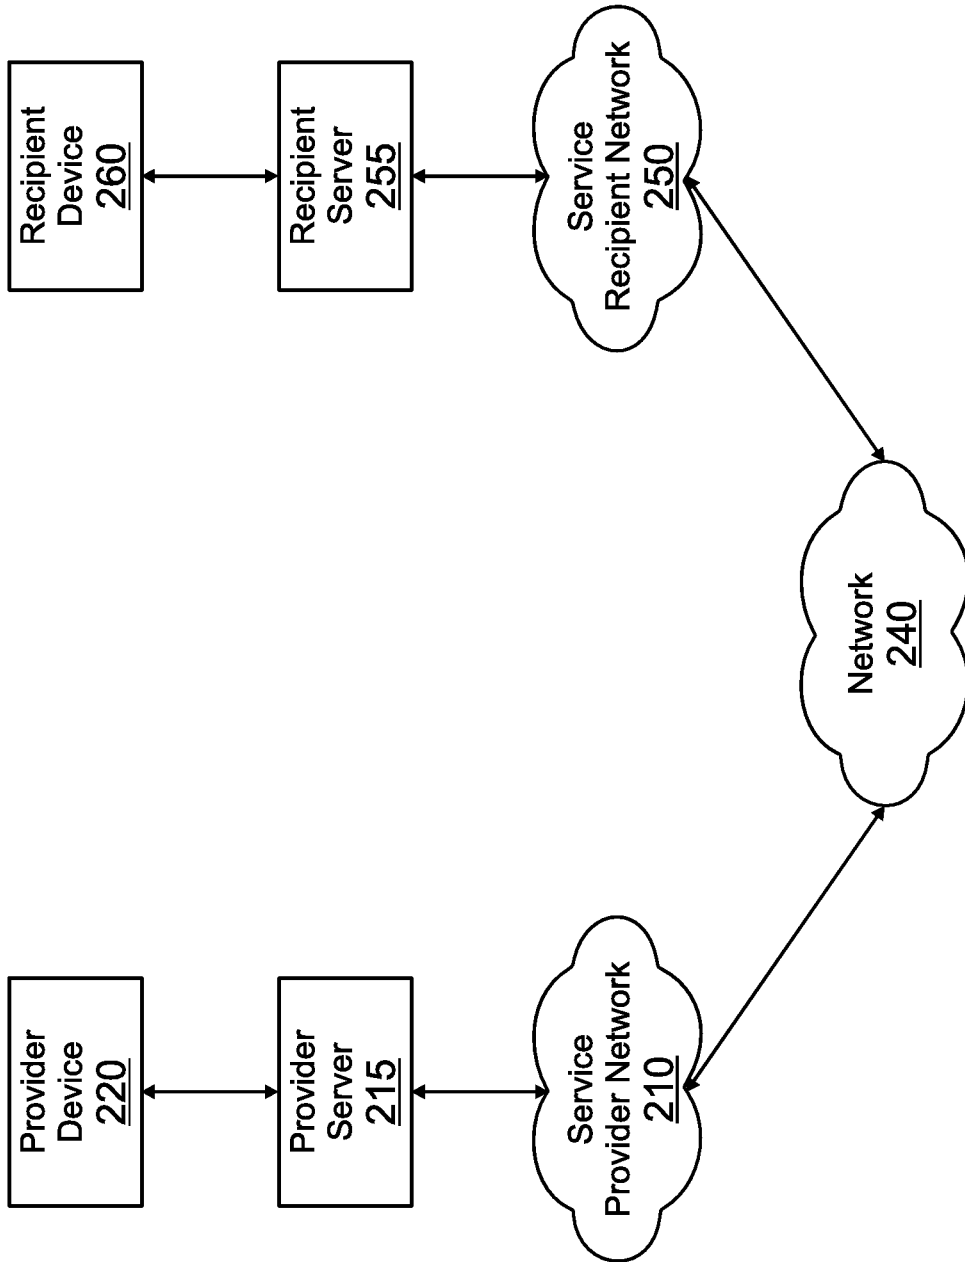 Provider
Device
220
Provider
Server
215
Service
Provider Network
210
Network
240
Recipient
Device
260
Recipient
Server
255
Service
Recipient Network
250